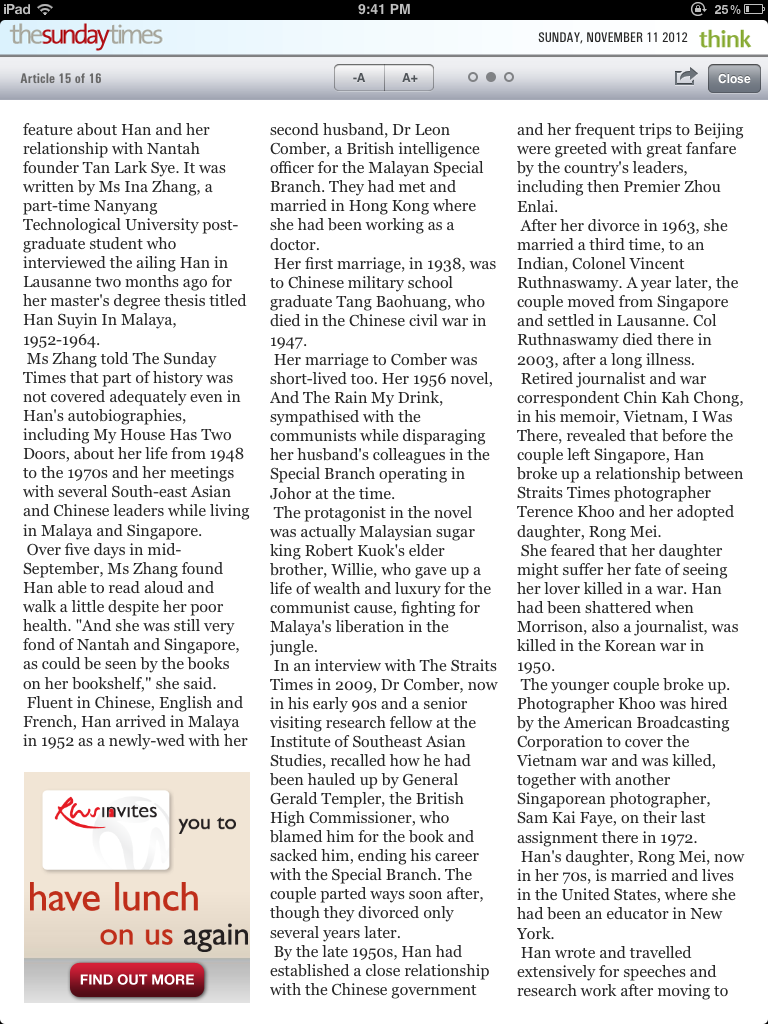 iPad
9:41 PM
25%
thesundaytimes
SUNDAY, NOVEMBER 11 2012
think
Article 15 of 16
-A
A+
Close
feature about Han and her
relationship with Nantah
founder Tan Lark Sye. It was
written by Ms Ina Zhang, a
part-time Nanyang
Technological University post-
graduate student who
interviewed the ailing Han in
Lausanne two months ago for
her master's degree thesis titled
Han Suyin In Malaya,
1952-1964.
Ms Zhang told The Sunday
Times that part of history was
not covered adequately even in
Han's autobiographies,
including My House Has Two
Doors, about her life from 1948
to the 1970s and her meetings
with several South-east Asian
and Chinese leaders while living
in Malaya and Singapore.
Over five days in mid-
September, Ms Zhang found
Han able to read aloud and
walk a little despite her poor
health. "And she was still very
fond of Nantah and Singapore,
as could be seen by the books
on her bookshelf," she said.
Fluent in Chinese, English and
French, Han arrived in Malaya
in 1952 as a newly-wed with her
invites
you to
have lunch
on us again
FIND OUT MORE
second husband, Dr Leon
Comber, a British intelligence
officer for the Malayan Special
Branch. They had met and
married in Hong Kong where
she had been working as a
doctor.
Her first marriage, in 1938, was
to Chinese military school
graduate Tang Baohuang, who
died in the Chinese civil war in
1947.
Her marriage to Comber was
short-lived too. Her 1956 novel,
And The Rain My Drink,
sympathised with the
communists while disparaging
her husband's colleagues in the
Special Branch operating in
Johor at the time.
The protagonist in the novel
was actually Malaysian sugar
king Robert Kuok's elder
brother, Willie, who gave up a
life of wealth and luxury for the
communist cause, fighting for
Malaya's liberation in the
jungle.
In an interview with The Straits
Times in 2009, Dr Comber, now
in his early 90s and a senior
visiting research fellow at the
Institute of Southeast Asian
Studies, recalled how he had
been hauled up by General
Gerald Templer, the British
High Commissioner, who
blamed him for the book and
sacked him, ending his career
with the Special Branch. The
couple parted ways soon after,
though they divorced only
several years later.
By the late 1950s, Han had
established a close relationship
with the Chinese government
and her frequent trips to Beijing
were greeted with great fanfare
by the country's leaders,
including then Premier Zhou
Enlai.
After her divorce in 1963, she
married a third time, to an
Indian, Colonel Vincent
Ruthnaswamy. A year later, the
couple moved from Singapore
and settled in Lausanne. Col
Ruthnaswamy died there in
2003, after a long illness.
Retired journalist and war
correspondent Chin Kah Chong,
in his memoir, Vietnam, I Was
There, revealed that before the
couple left Singapore, Han
broke up a relationship between
Straits Times photographer
Terence Khoo and her adopted
daughter, Rong Mei.
She feared that her daughter
might suffer her fate of seeing
her lover killed in a war. Han
had been shattered when
Morrison, also a journalist, was
killed in the Korean war in
1950.
The younger couple broke up.
Photographer Khoo was hired
by the American Broadcasting
Corporation to cover the
Vietnam war and was killed,
together with another
Singaporean photographer,
Sam Kai Faye, on their last
assignment there in 1972.
Han's daughter, Rong Mei, now
in her 70s, is married and lives
in the United States, where she
had been an educator in New
York.
Han wrote and travelled
extensively for speeches and
research work after moving to